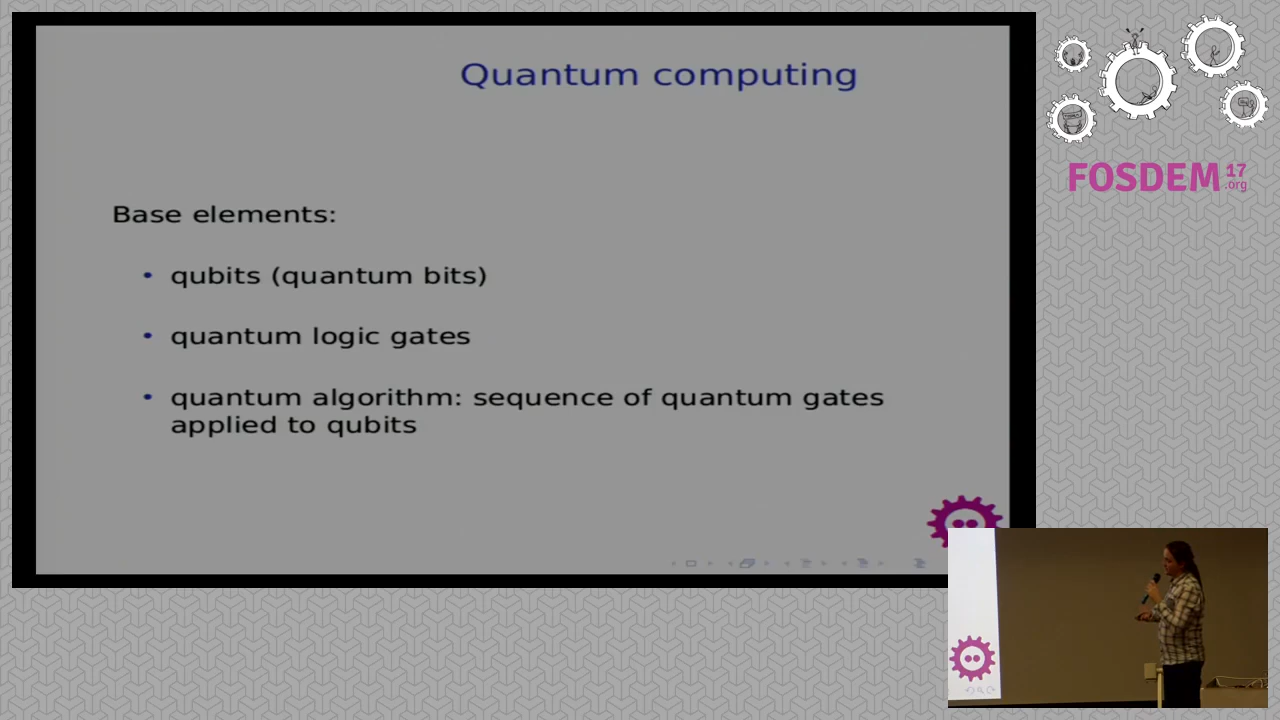 Quantum computing
Base elements:
• qubits (quantum bits)
• quantum logic gates
• quantum algorithm: sequence of quantum gates
applied to qubits
FOSDEM 17
.org